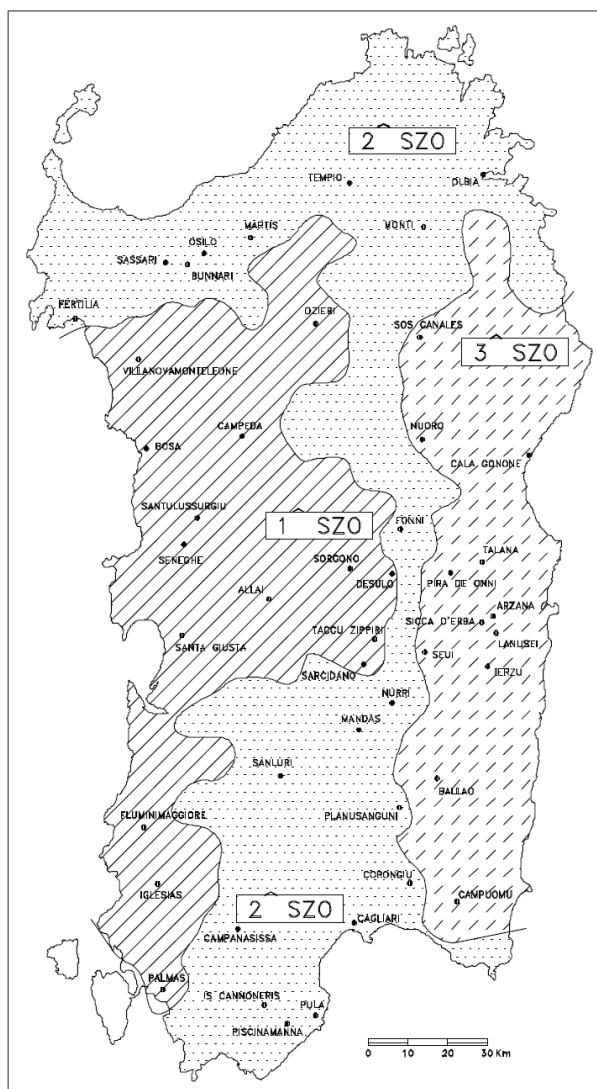 2 SZO
TEMPIO
OLBIA
MARTIS
MONTI
OSILO
SASSARI
BUNNARI
FERTILIA
OZIERI
SOS CANALES
3 SZO
VILLANOVAMONTELEONE
NUORO
CAMPEDA
BOSA
CALA GONONE
SANTULUSSURGIU
1 SZO
FONNI
SENEGHE
TALANA
SORGONO
DESULO
PIRA DE ONNI
ALLAI
ARZANA
SICCA D'ERBA
TACCU ZIPPIRI
SANTA GIUSTA
LANUSEI
SEUI
SARCIDANO
IERZU
NURRI
MANDAS
SANLURI
BALLAO
FLUMINIMAGGIORE
PLANUSANGUNI
CORONGIU
IGLESIAS
CAMPUOMU
2 SZO
CAGLIARI
CAMPANASISSA
PALMAS
IS CANNONERIS
PULA
PISCINAMANNA
0 10 20 30 Km